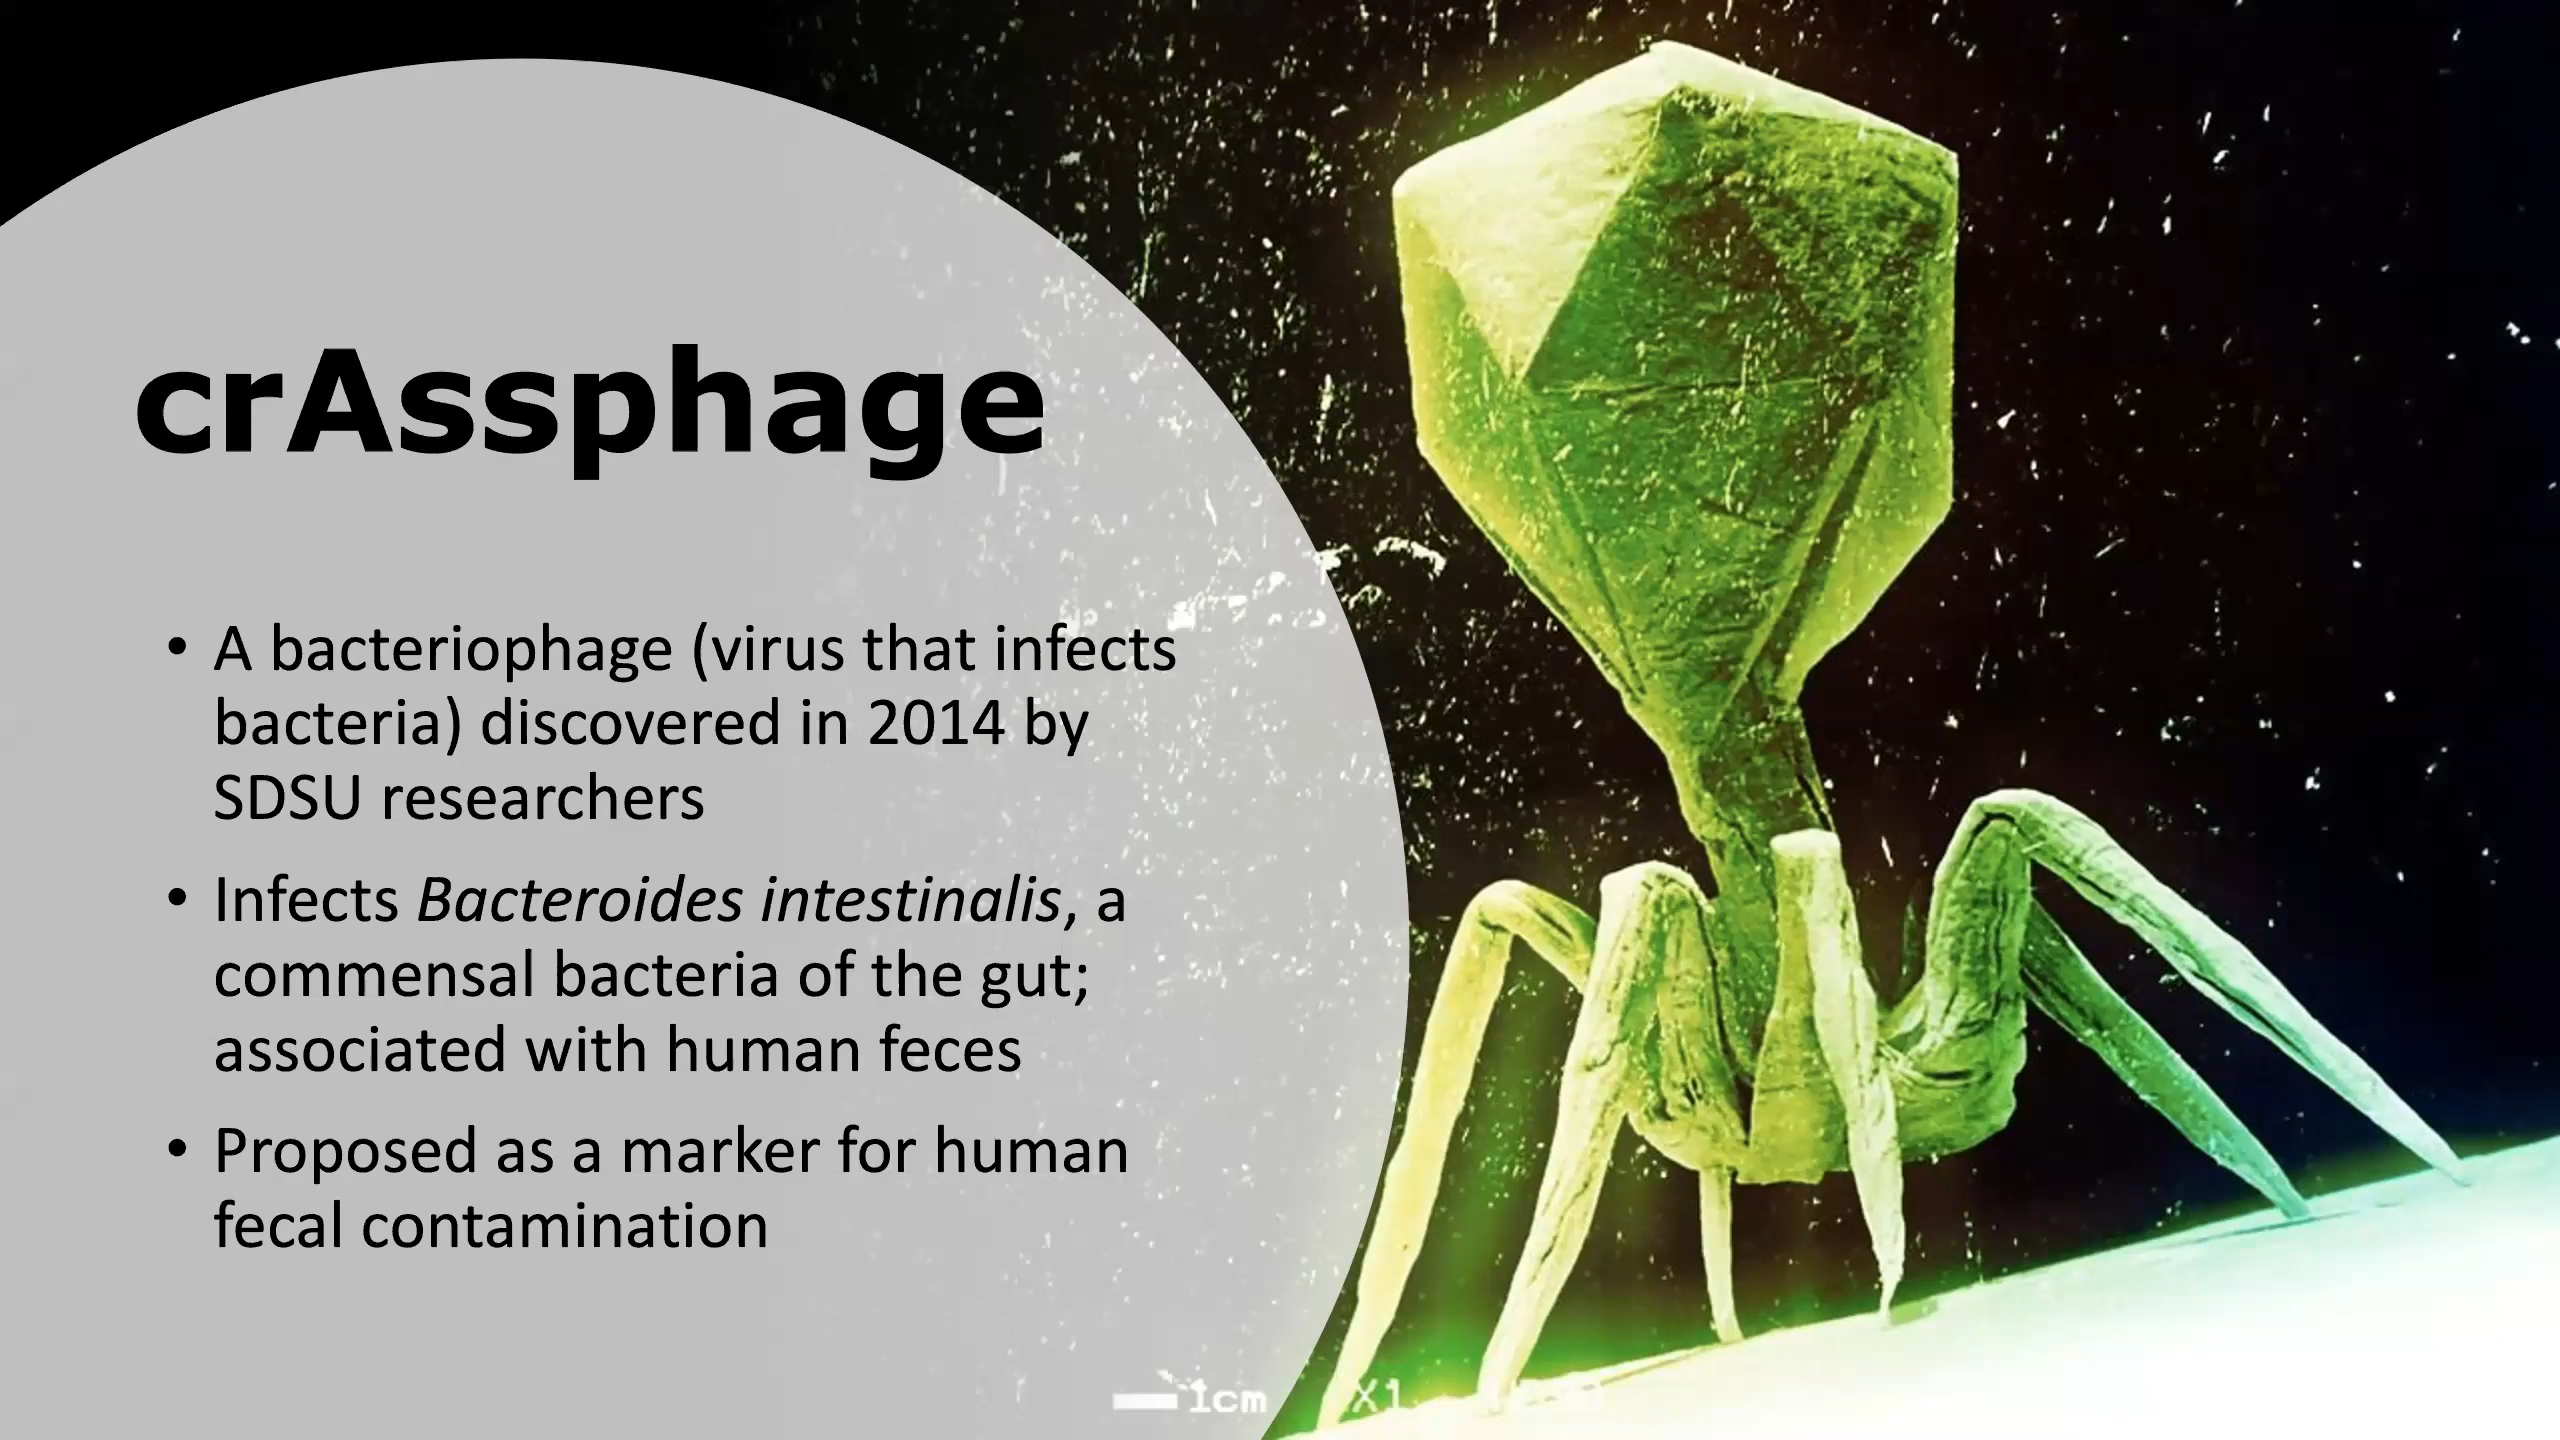 crAssphage
• A bacteriophage (virus that infects
bacteria) discovered in 2014 by
SDSU researchers
• Infects Bacteroides intestinalis, a
commensal bacteria of the gut;
associated with human feces
• Proposed as a marker for human
fecal contamination
1cm
X1